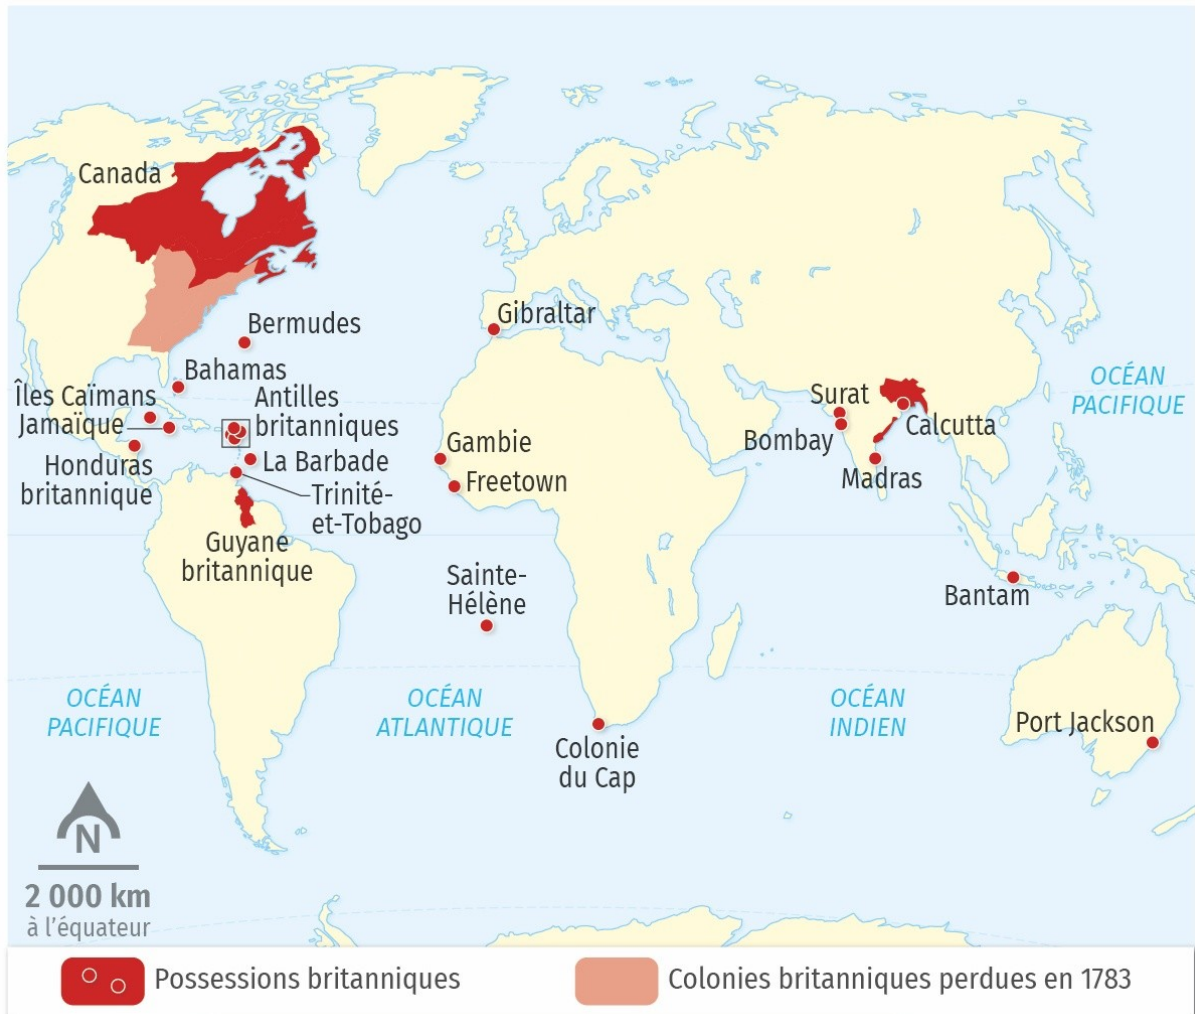 Canada
Bermudes
Gibraltar
Bahamas
OCÉAN
PACIFIQUE
Îles Caïmans
Antilles
britanniques
Surat
Jamaïque
Calcutta
Bombay
Gambie
Honduras
britannique
La Barbade
Madras
Freetown
Trinité-
et-Tobago
Guyane
britannique
Sainte-
Hélène
Bantam
OCÉAN
PACIFIQUE
OCÉAN
ATLANTIQUE
OCÉAN
INDIEN
Port Jackson
Colonie
du Cap
N
2 000 km
à l'équateur
Possessions britanniques
Colonies britanniques perdues en 1783